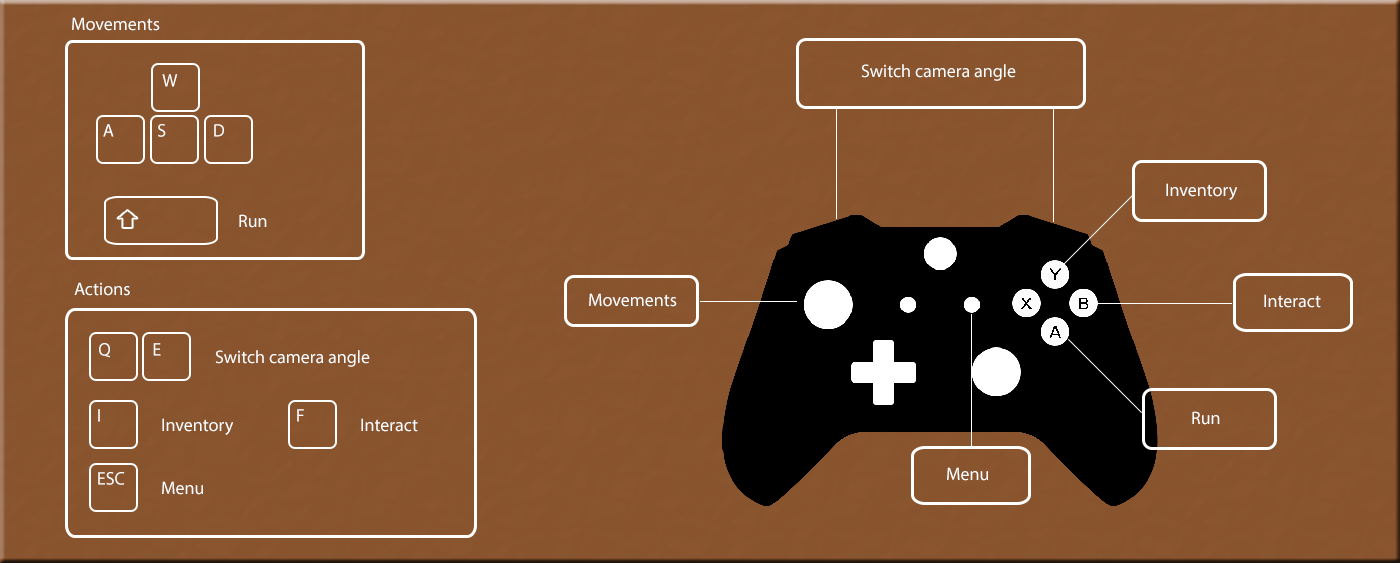 Movements
W
A S D
Run
Actions
Q E Switch camera angle
I Inventory F Interact
ESC Menu
Switch camera angle
Inventory
Movements
Interact
Y
X B
A
Run
Menu